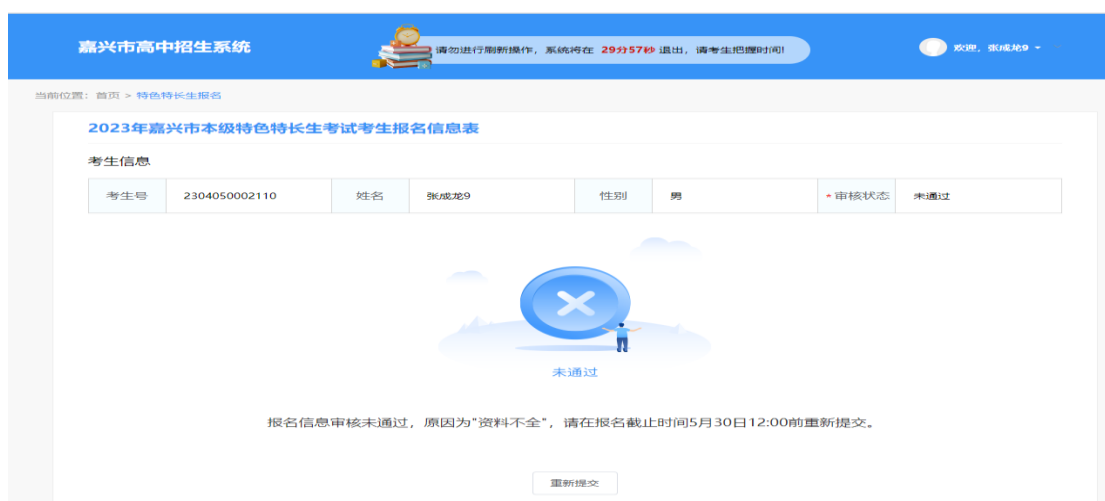 嘉兴市高中招生系统
请勿进行刷新操作，系统将在 29分57秒 退出，请考生把握时间!
欢迎，张成龙9
当前位置：首页 > 特色特长生报名
2023年嘉兴市本级特色特长生考试考生报名信息表
考生信息
考生号 2304050002110 姓名 张成龙9 性别 男 *审核状态 未通过
未通过
报名信息审核未通过，原因为"资料不全"，请在报名截止时间5月30日12:00前重新提交。
重新提交